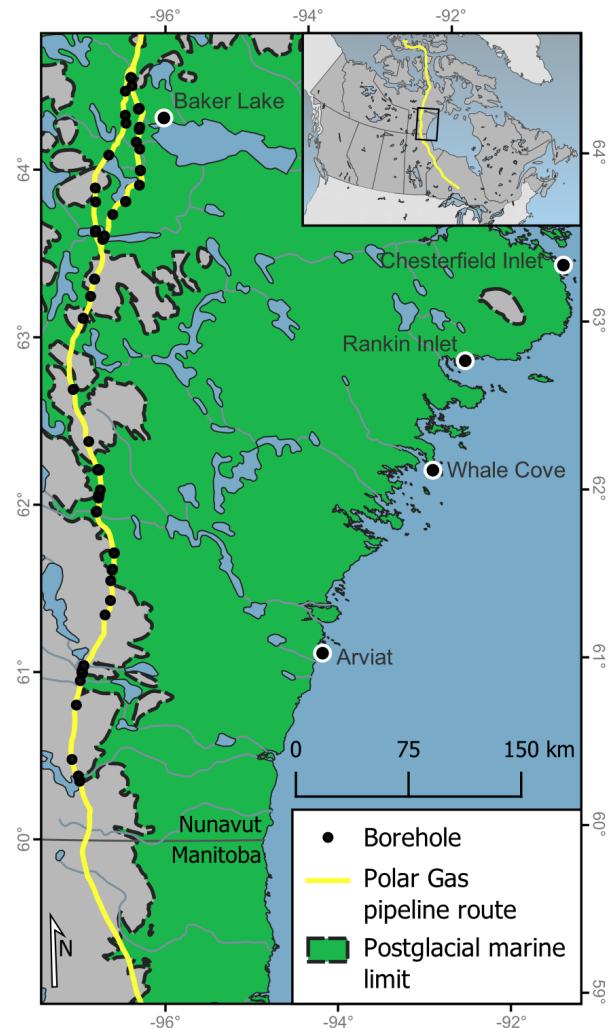 -96° -94° -92°
Baker Lake
64° 64°
Chesterfield Inlet
63° 63°
Rankin Inlet
Whale Cove
62° 62°
Arviat
61° 61°
0 75 150 km
60° 60°
Nunavut
Manitoba
Borehole
Polar Gas
pipeline route
Postglacial marine
limit
N
59°
-96° -94° -92°